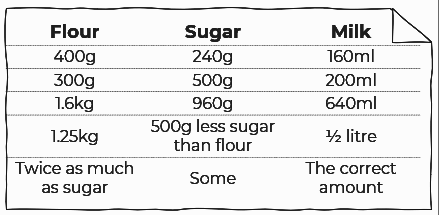 Flour Sugar Milk
400g 240g 160ml
300g 500g 200ml
1.6kg 960g 640ml
1.25kg 500g less sugar than flour ½ litre
Twice as much as sugar Some The correct amount